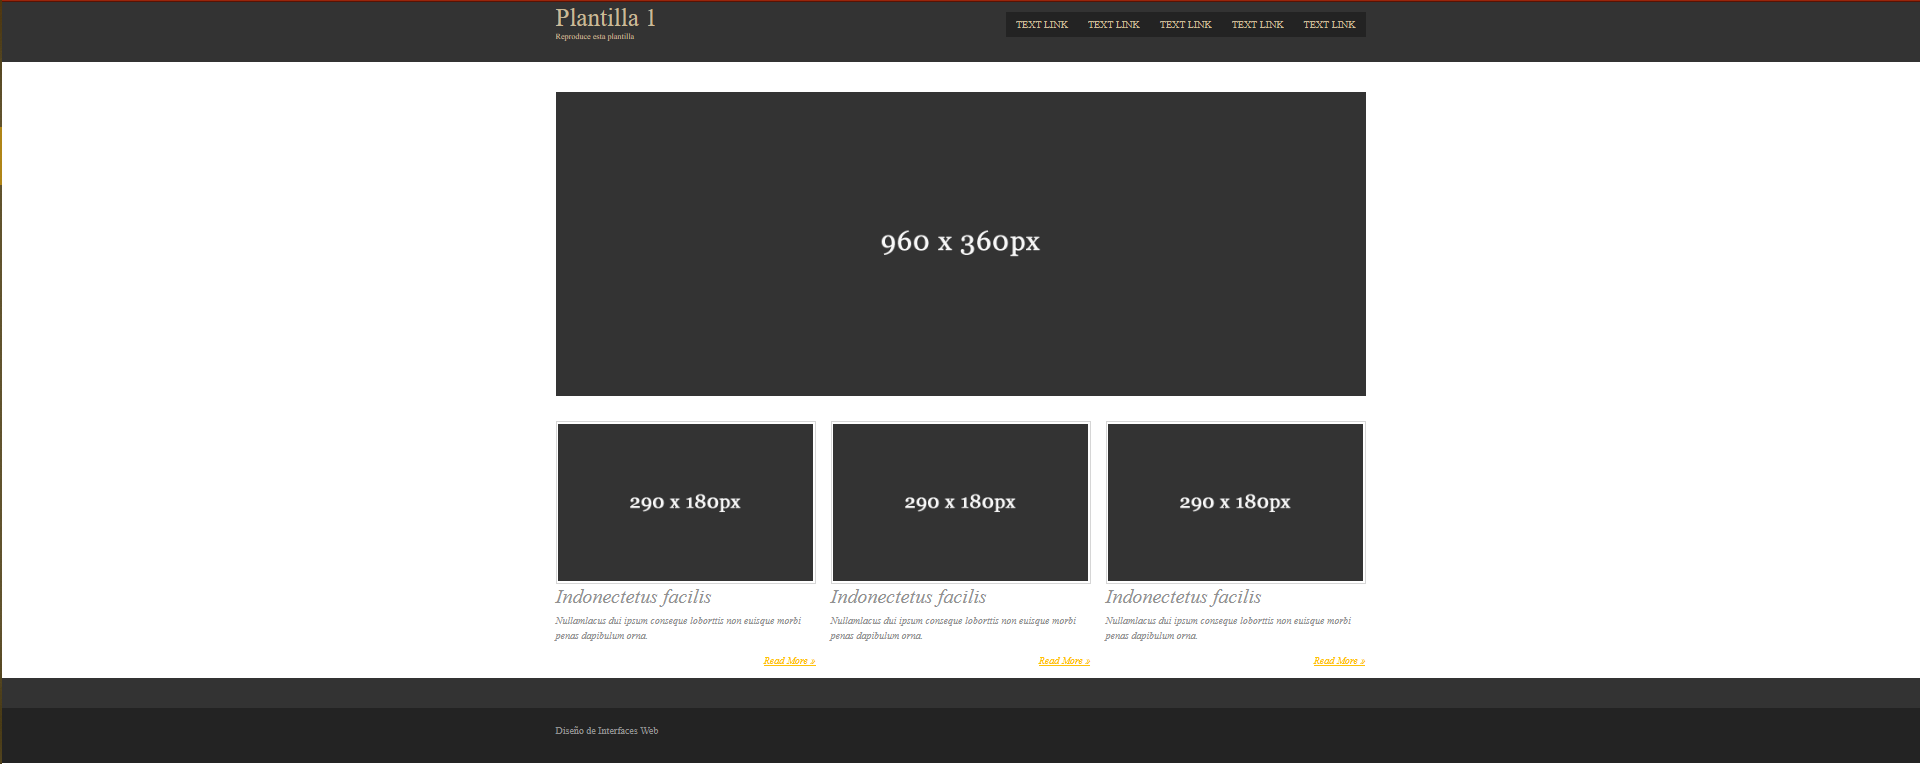 Plantilla 1
Reproduce esta plantilla
TEXT LINK TEXT LINK TEXT LINK TEXT LINK TEXT LINK
960 x 360px
290 x 180px
290 x 180px
290 x 180px
Indonectetus facilis
Nullamlacus dui ipsum conseque loborttis non euisque morbi
penas dapibulum orna.
Read More »
Indonectetus facilis
Nullamlacus dui ipsum conseque loborttis non euisque morbi
penas dapibulum orna.
Read More »
Indonectetus facilis
Nullamlacus dui ipsum conseque loborttis non euisque morbi
penas dapibulum orna.
Read More »
Diseño de Interfaces Web